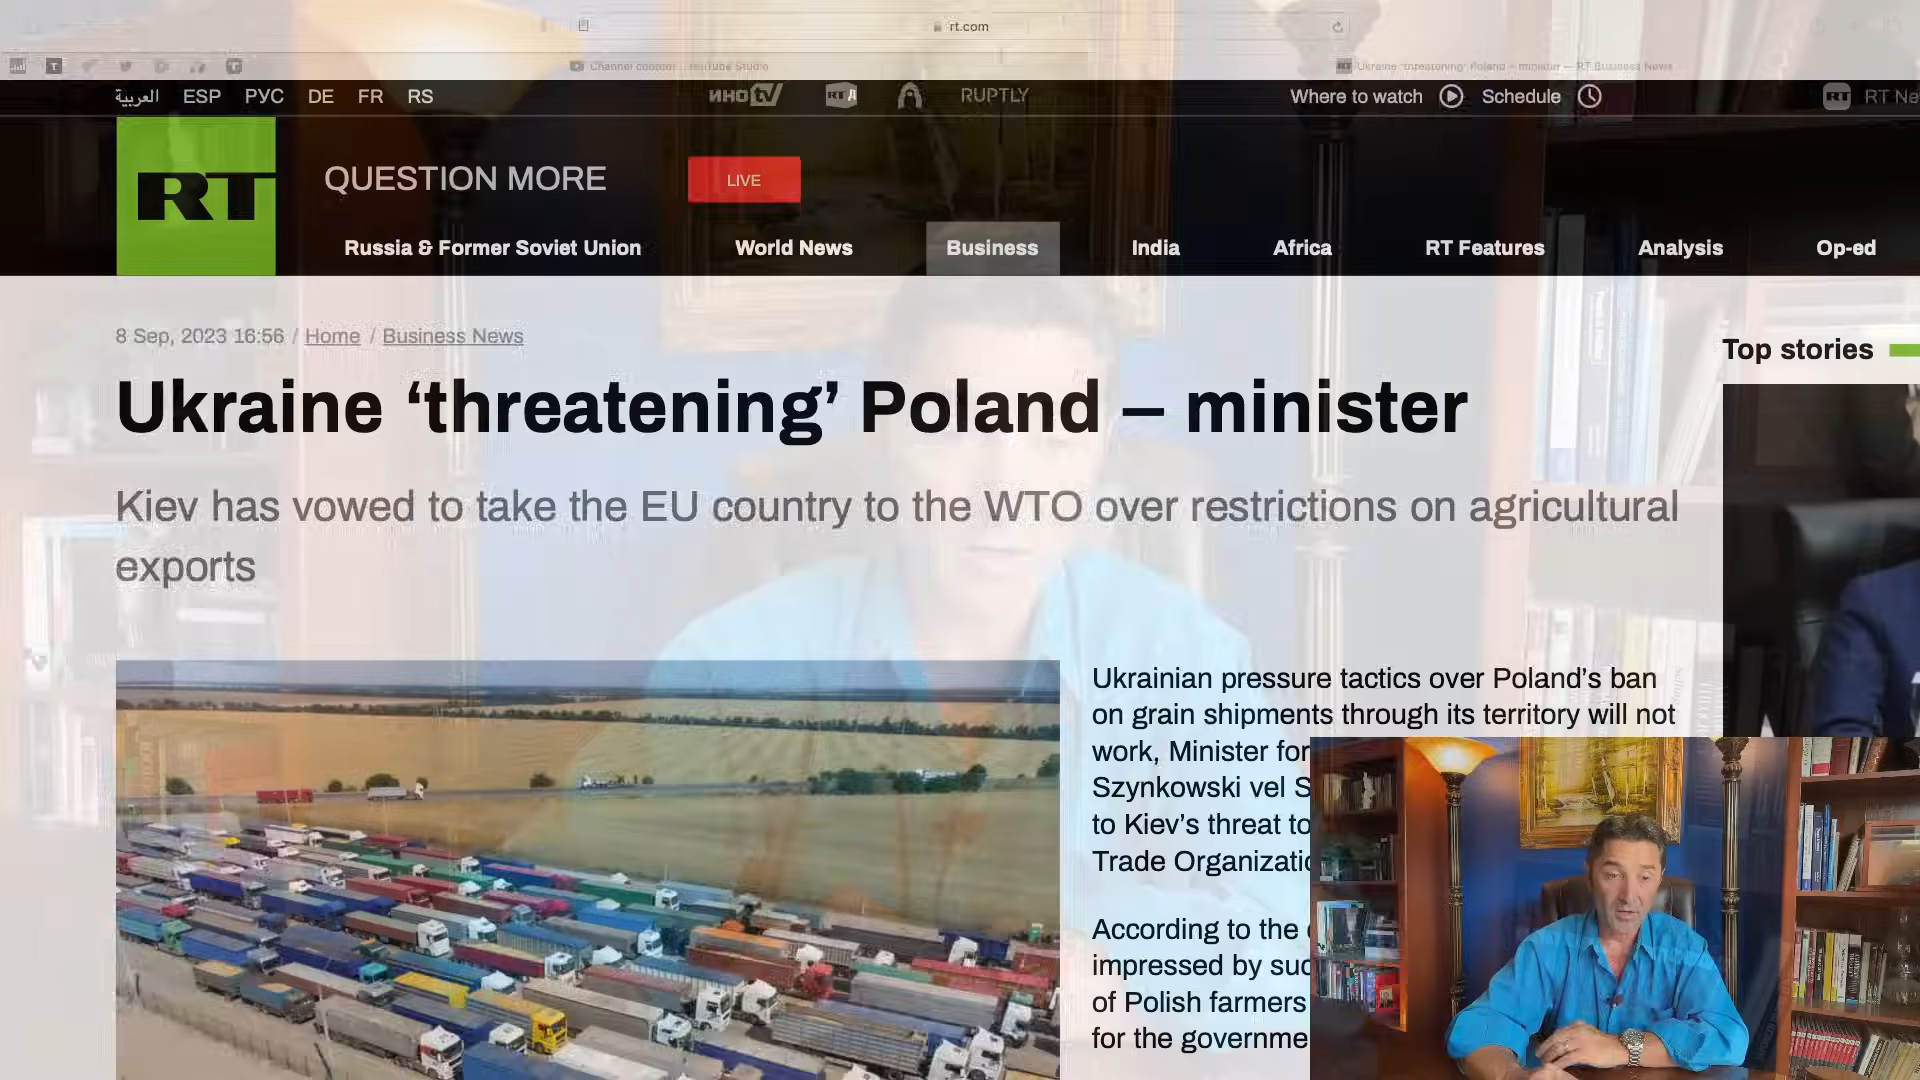 rt.com
Channel content - YouTube Studio
Ukraine 'threatening' Poland – minister — RT Business News
العربية ESP РУС DE FR RS
ИНО tv RT Д RUPTLY
Where to watch Schedule
RT RT Ne
RT
QUESTION MORE
LIVE
Russia & Former Soviet Union World News Business India Africa RT Features Analysis Op-ed
8 Sep, 2023 16:56 / Home / Business News
Top stories
Ukraine ‘threatening’ Poland – minister
Kiev has vowed to take the EU country to the WTO over restrictions on agricultural
exports
Ukrainian pressure tactics over Poland’s ban
on grain shipments through its territory will not
work, Minister for
Szynkowski vel S
to Kiev’s threat to
Trade Organizatio
According to the
impressed by suc
of Polish farmers
for the governme